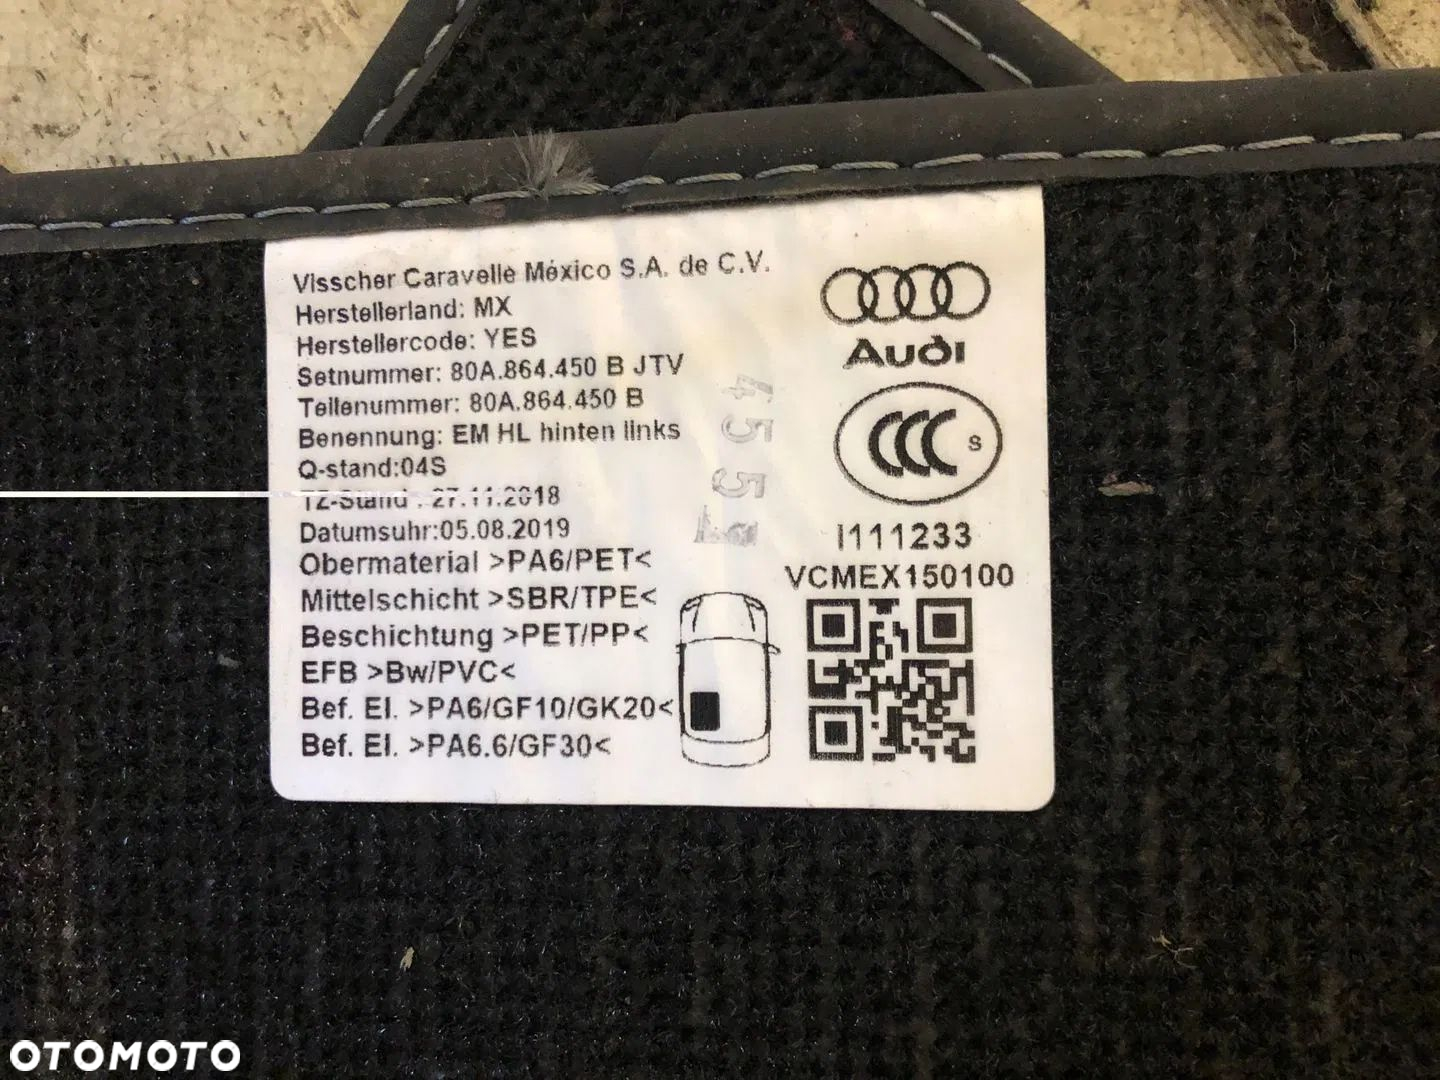 Visscher Caravelle México S.A. de C.V.
Herstellerland: MX
Herstellercode: YES
Setnummer: 80A.864.450 B JTV
Teilenummer: 80A.864.450 B
Benennung: EM HL hinten links
Q-stand:04S
TZ-Stand : 27.11.2018
Datumsuhr:05.08.2019
Obermaterial >PA6/PET<
Mittelschicht >SBR/TPE<
Beschichtung >PET/PP<
EFB >Bw/PVC<
Bef. El. >PA6/GF10/GK20<
Bef. El. >PA6.6/GF30<
Audi
CCC S
I111233
VCMEX150100
OTOMOTO